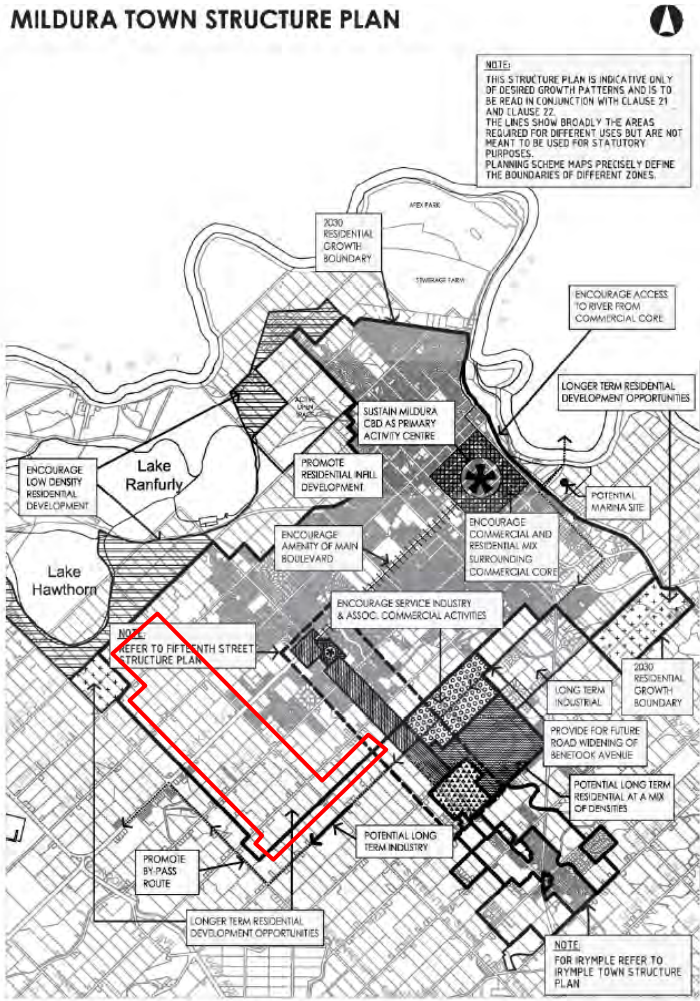 MILDURA TOWN STRUCTURE PLAN
NOTE:
THIS STRUCTURE PLAN IS INDICATIVE ONLY
OF DESIRED GROWTH PATTERNS AND IS TO
BE READ IN CONJUNCTION WITH CLAUSE 21
AND CLAUSE 22.
THE LINES SHOW BROADLY THE AREAS
REQUIRED FOR DIFFERENT USES BUT ARE NOT
MEANT TO BE USED FOR STATUTORY
PURPOSES.
PLANNING SCHEME MAPS PRECISELY DEFINE
THE BOUNDARIES OF DIFFERENT ZONES.
APEX PARK
2030
RESIDENTIAL
GROWTH
BOUNDARY
SEWERAGE FARM
ENCOURAGE ACCESS
TO RIVER FROM
COMMERCIAL CORE
LONGER TERM RESIDENTIAL
DEVELOPMENT OPPORTUNITIES
ACTIVE
OPEN
SPACE
SUSTAIN MILDURA
CBD AS PRIMARY
ACTIVITY CENTRE
ENCOURAGE
LOW DENSITY
RESIDENTIAL
DEVELOPMENT
Lake
Ranfurly
PROMOTE
RESIDENTIAL INFILL
DEVELOPMENT
POTENTIAL
MARINA SITE
ENCOURAGE
AMENITY OF MAIN
BOULEVARD
ENCOURAGE
COMMERCIAL AND
RESIDENTIAL MIX
SURROUNDING
COMMERCIAL CORE
Lake
Hawthorn
ENCOURAGE SERVICE INDUSTRY
& ASSOC. COMMERCIAL ACTIVITIES
NOTE:
REFER TO FIFTEENTH STREET
STRUCTURE PLAN
2030
RESIDENTIAL
GROWTH
BOUNDARY
LONG TERM
INDUSTRIAL
PROVIDE FOR FUTURE
ROAD WIDENING OF
BENETOOK AVENUE
POTENTIAL LONG TERM
RESIDENTIAL AT A MIX
OF DENSITIES
POTENTIAL LONG
TERM INDUSTRY
PROMOTE
BY-PASS
ROUTE
LONGER TERM RESIDENTIAL
DEVELOPMENT OPPORTUNITIES
NOTE:
FOR IRYMPLE REFER TO
IRYMPLE TOWN STRUCTURE
PLAN